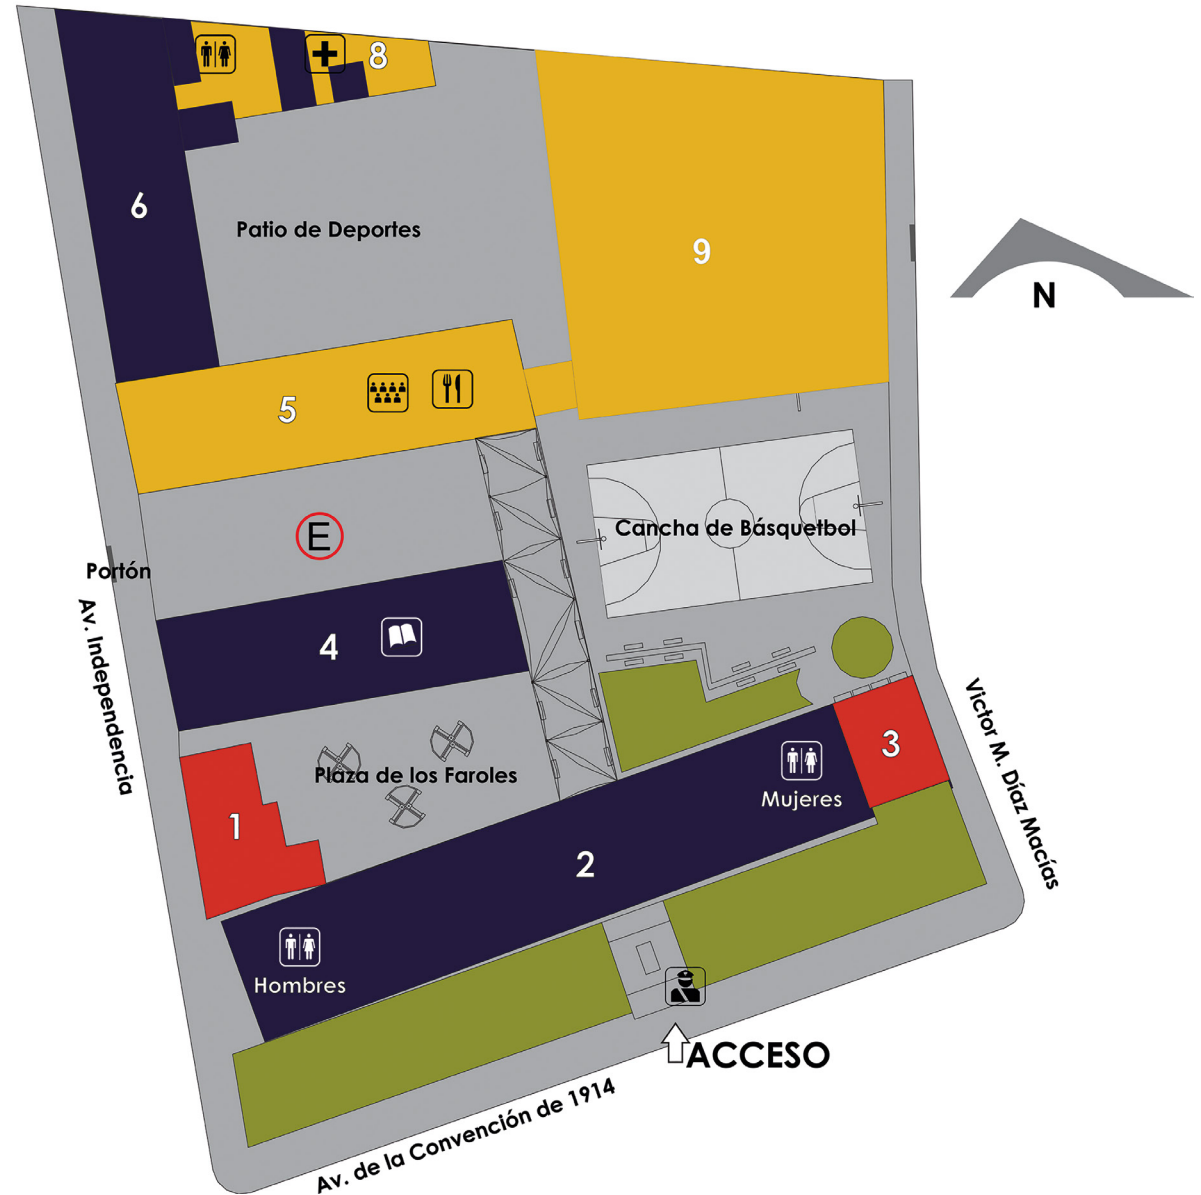 8
6
Patio de Deportes
9
N
5
E
Cancha de Básquetbol
Portón
Av. Independencia
4
3
Victor M. Díaz Macías
Plaza de los Faroles
Mujeres
1
2
Hombres
ACCESO
Av. de la Convención de 1914